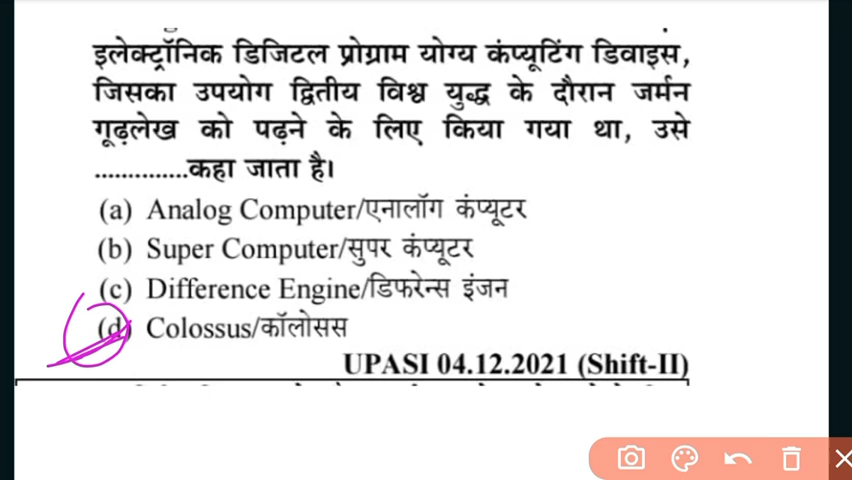 इलेक्ट्रॉनिक डिजिटल प्रोग्राम योग्य कंप्यूटिंग डिवाइस,
जिसका उपयोग द्वितीय विश्व युद्ध के दौरान जर्मन
गूढ़लेख को पढ़ने के लिए किया गया था, उसे
..............कहा जाता है।
(a) Analog Computer/एनालॉग कंप्यूटर
(b) Super Computer/सुपर कंप्यूटर
(c) Difference Engine/डिफरेन्स इंजन
(d) Colossus/कॉलोसस
UPASI 04.12.2021 (Shift-II)